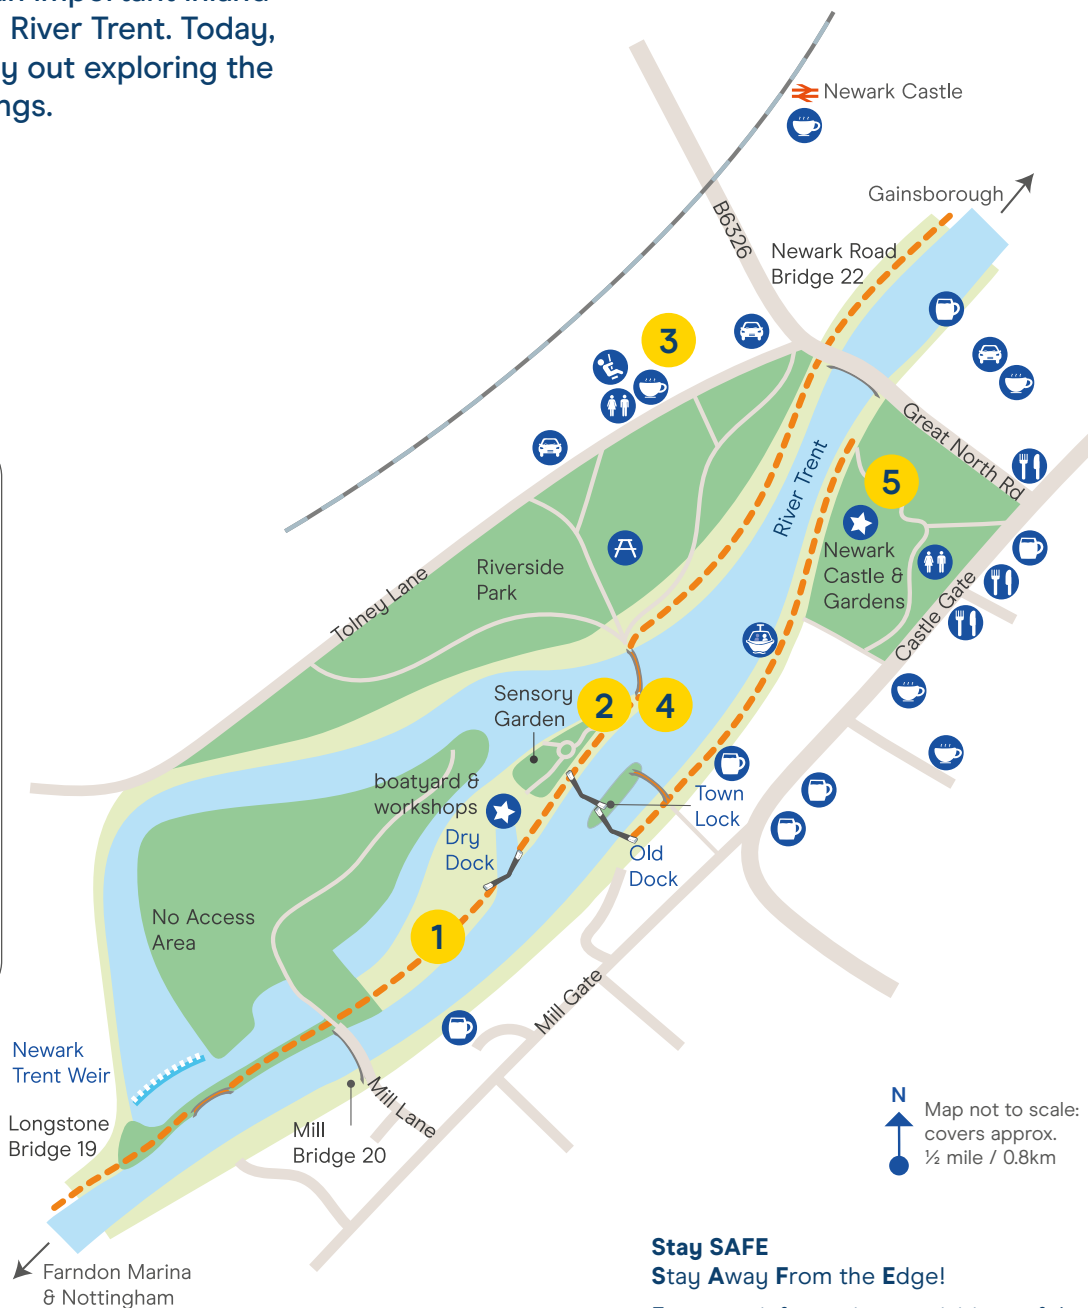 River Trent. Today,
y out exploring the
ngs.
Newark Castle
Gainsborough
B6326
Newark Road
Bridge 22
3
Great North Rd
River Trent
5
Newark
Castle &
Gardens
Castle Gate
Riverside
Park
Tolney Lane
Sensory
Garden
2
4
boatyard &
workshops
Town
Lock
Dry
Dock
Old
Dock
No Access
Area
1
Mill Gate
Newark
Trent Weir
Mill Lane
Longstone
Bridge 19
Mill
Bridge 20
N
Map not to scale:
covers approx.
½ mile / 0.8km
Farndon Marina
& Nottingham
Stay SAFE
Stay Away From the Edge!